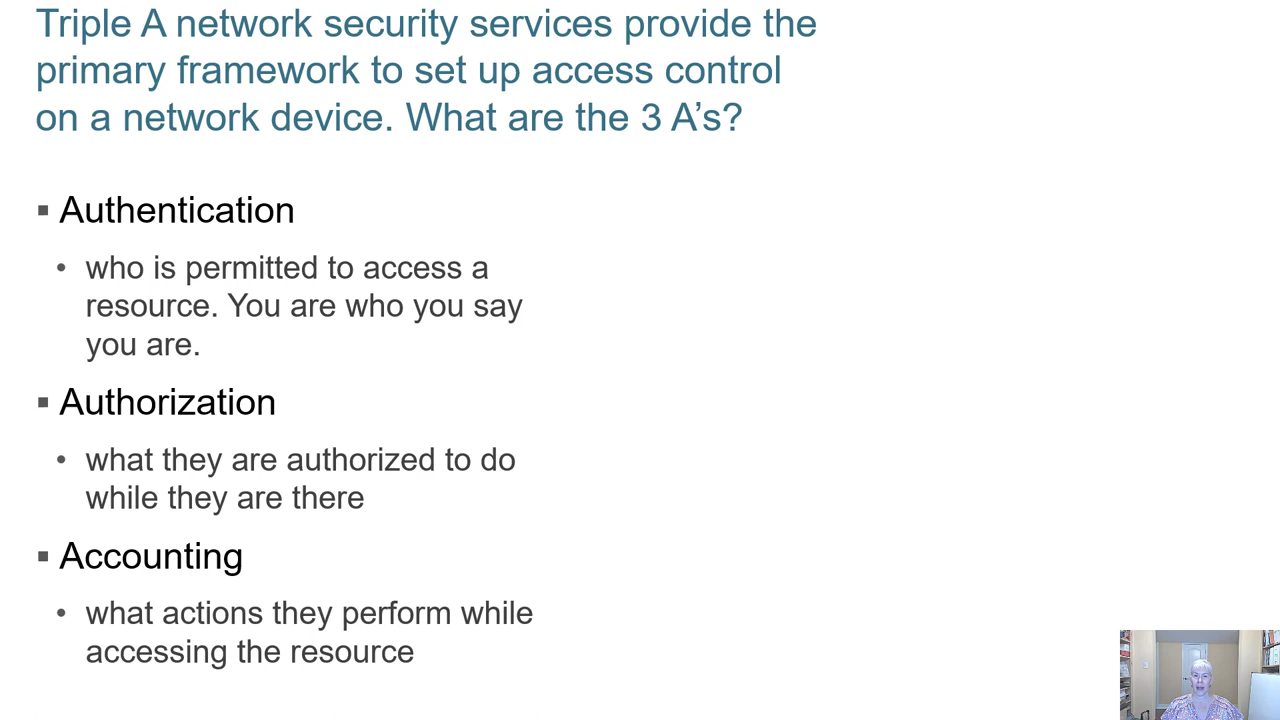 Triple A network security services provide the
primary framework to set up access control
on a network device. What are the 3 A’s?
▪ Authentication
• who is permitted to access a
resource. You are who you say
you are.
▪ Authorization
• what they are authorized to do
while they are there
▪ Accounting
• what actions they perform while
accessing the resource